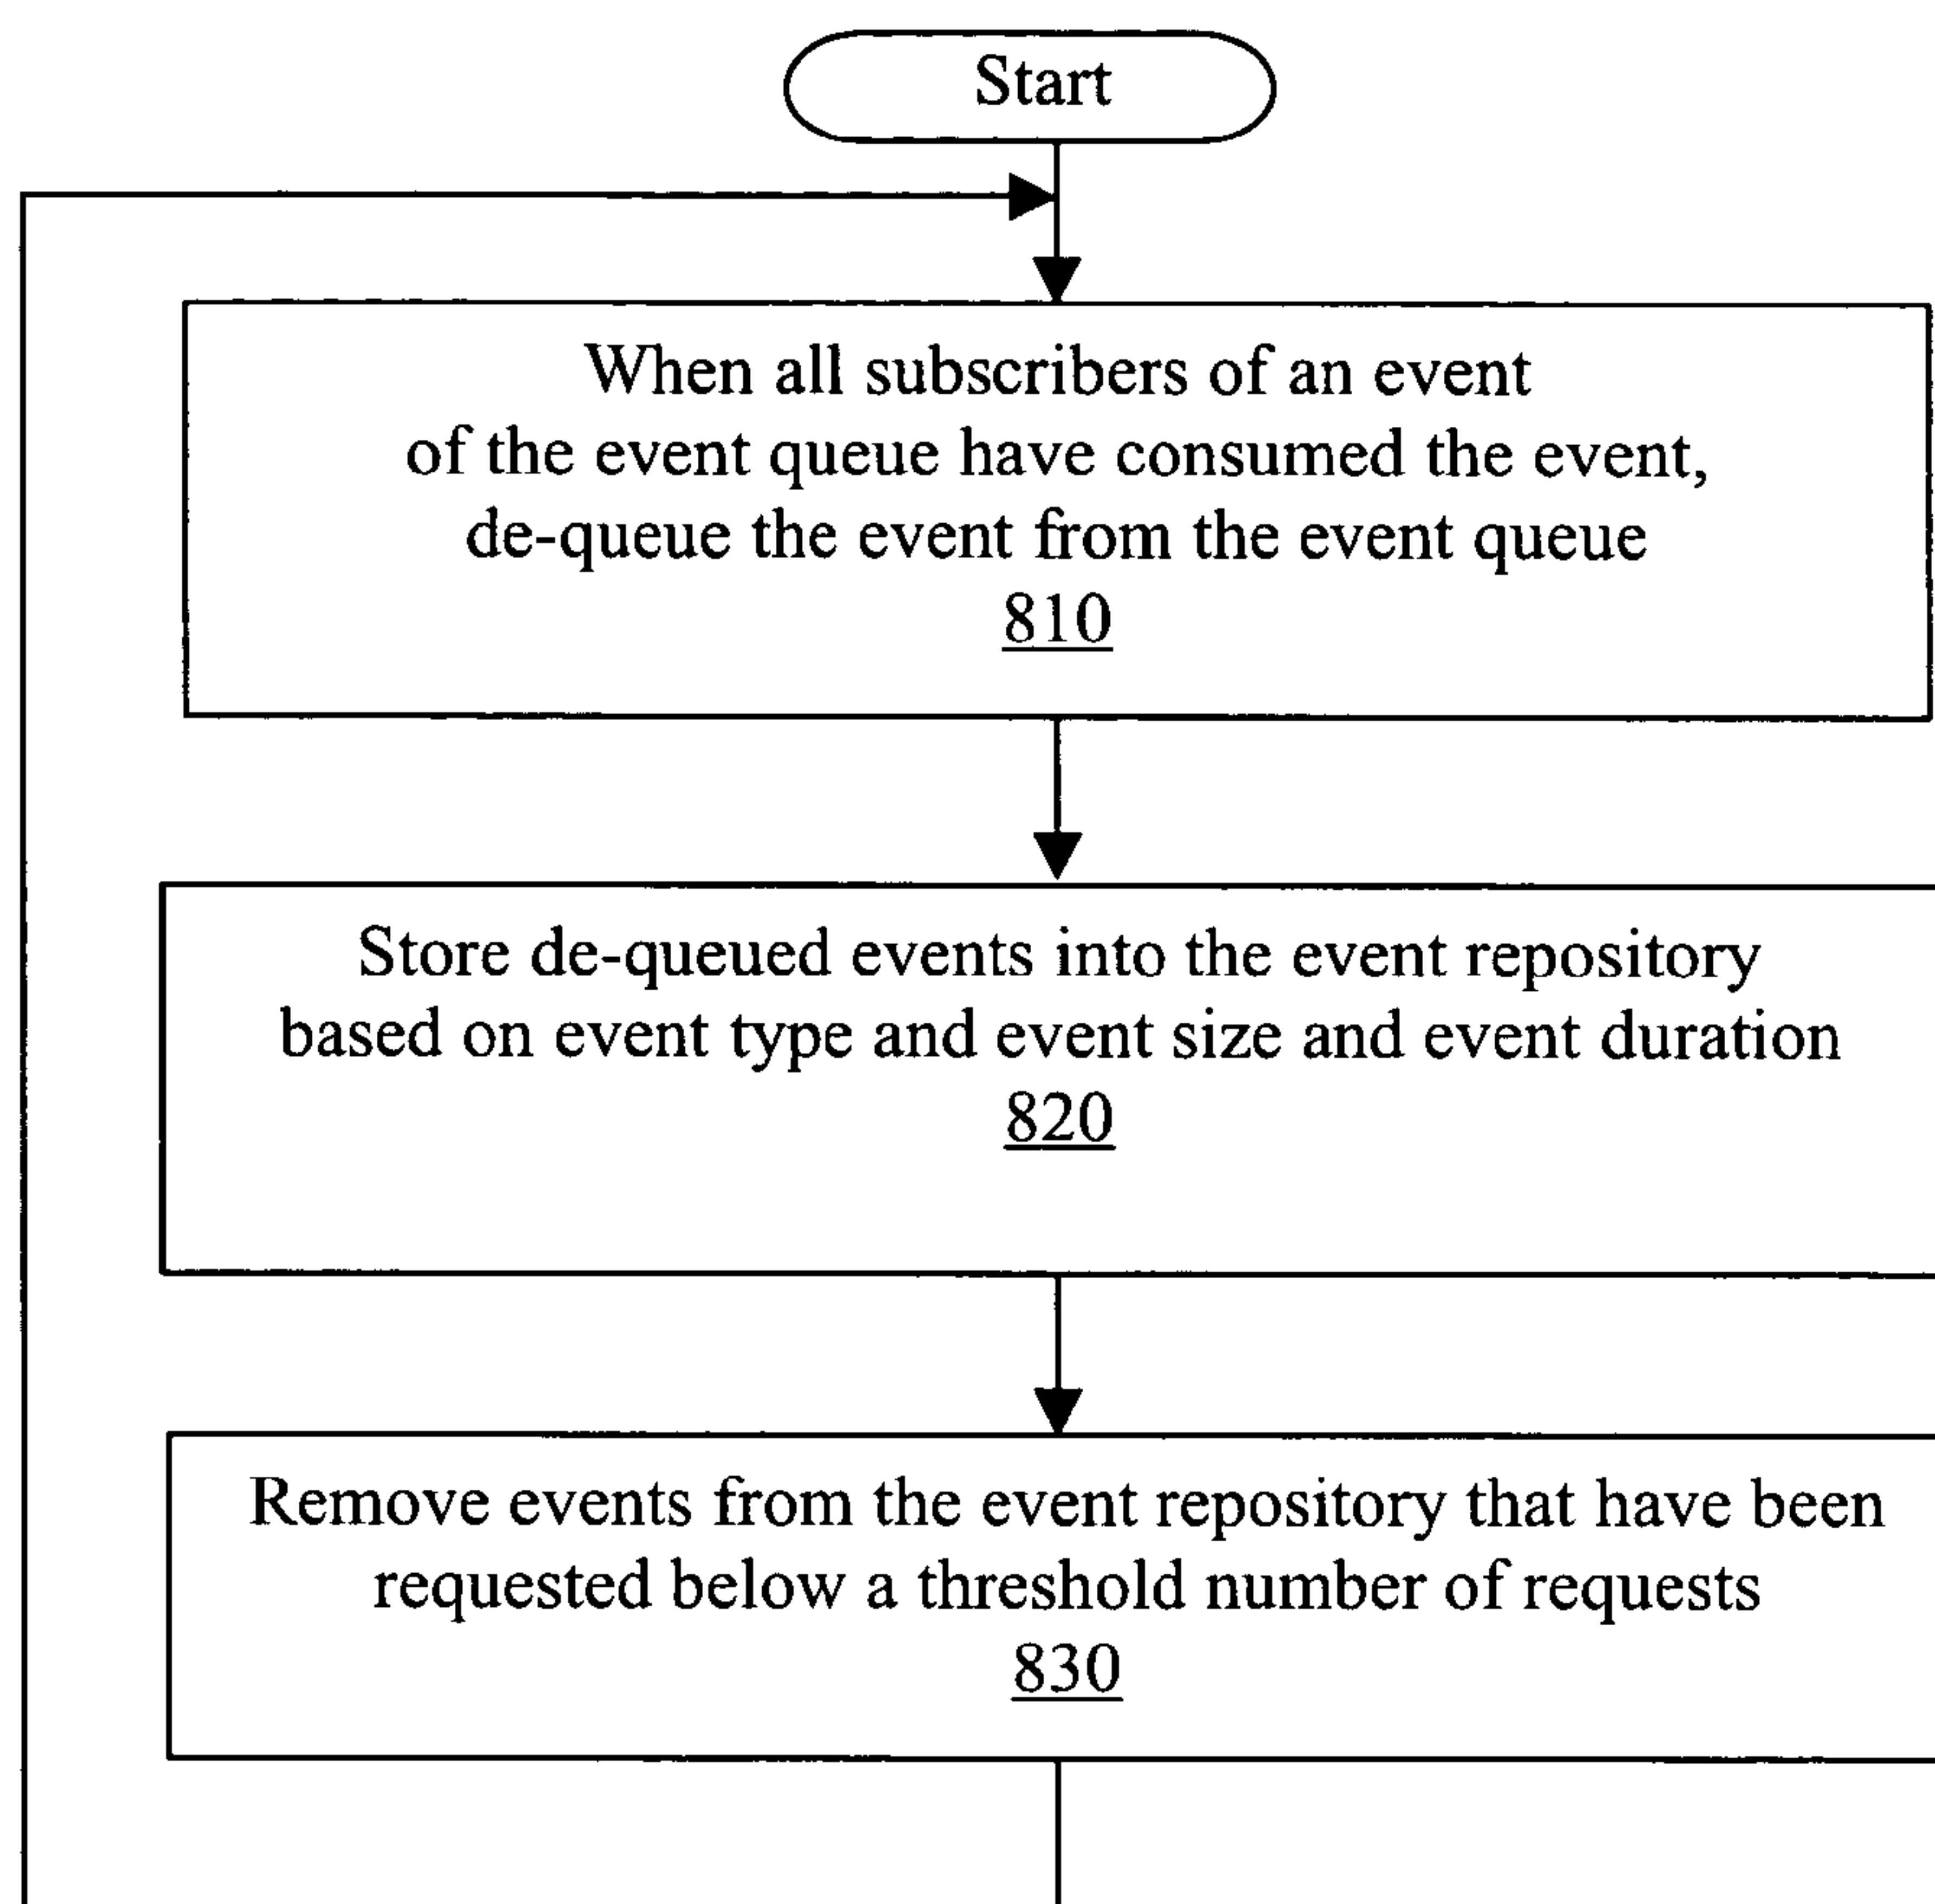 Start
When all subscribers of an event
of the event queue have consumed the event,
de-queue the event from the event queue
810
Store de-queued events into the event repository
based on event type and event size and event duration
820
Remove events from the event repository that have been
requested below a threshold number of requests
830